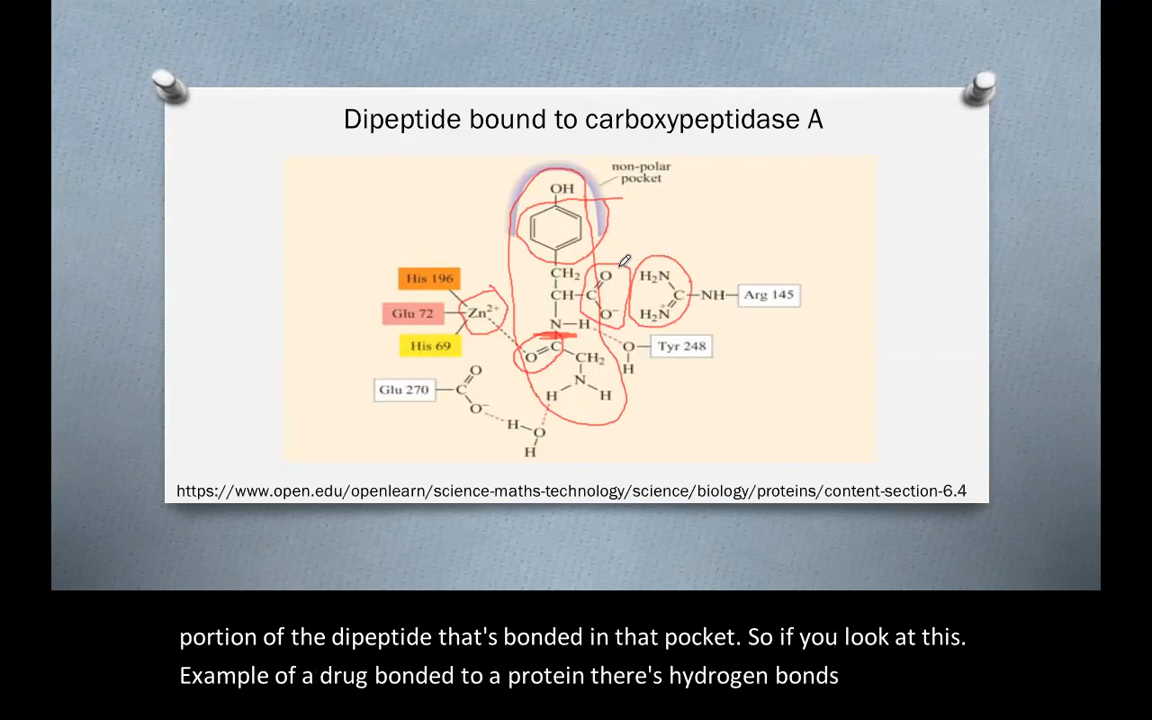 Dipeptide bound to carboxypeptidase A
non-polar
pocket
OH
His 196
Glu 72
Zn2+
His 69
CH2
CH
C
O
O−
N
H
O
C
CH2
N
H
H
H2N
H2N+
C
NH
Arg 145
O
H
Tyr 248
Glu 270
C
O
O−
H
O
H
https://www.open.edu/openlearn/science-maths-technology/science/biology/proteins/content-section-6.4
portion of the dipeptide that's bonded in that pocket. So if you look at this.
Example of a drug bonded to a protein there's hydrogen bonds